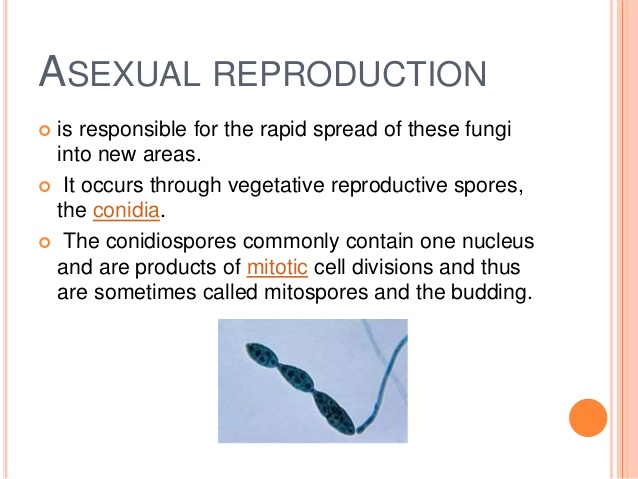 ASEXUAL REPRODUCTION
is responsible for the rapid spread of these fungi
into new areas.
It occurs through vegetative reproductive spores,
the conidia.
The conidiospores commonly contain one nucleus
and are products of mitotic cell divisions and thus
are sometimes called mitospores and the budding.